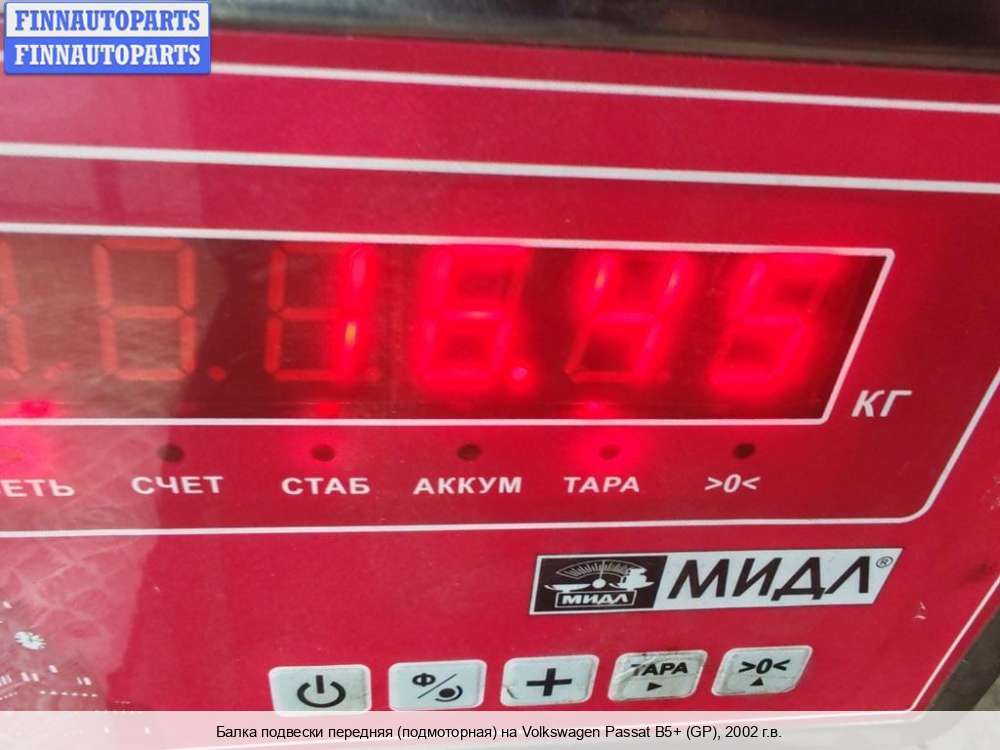 FINNAUTOPARTS
FINNAUTOPARTS
16.45
КГ
ЕТЬ СЧЕТ СТАБ АККУМ ТАРА >0<
МИДЛ МИДЛ®
Ф ТАРА >0<
Балка подвески передняя (подмоторная) на Volkswagen Passat B5+ (GP), 2002 г.в.